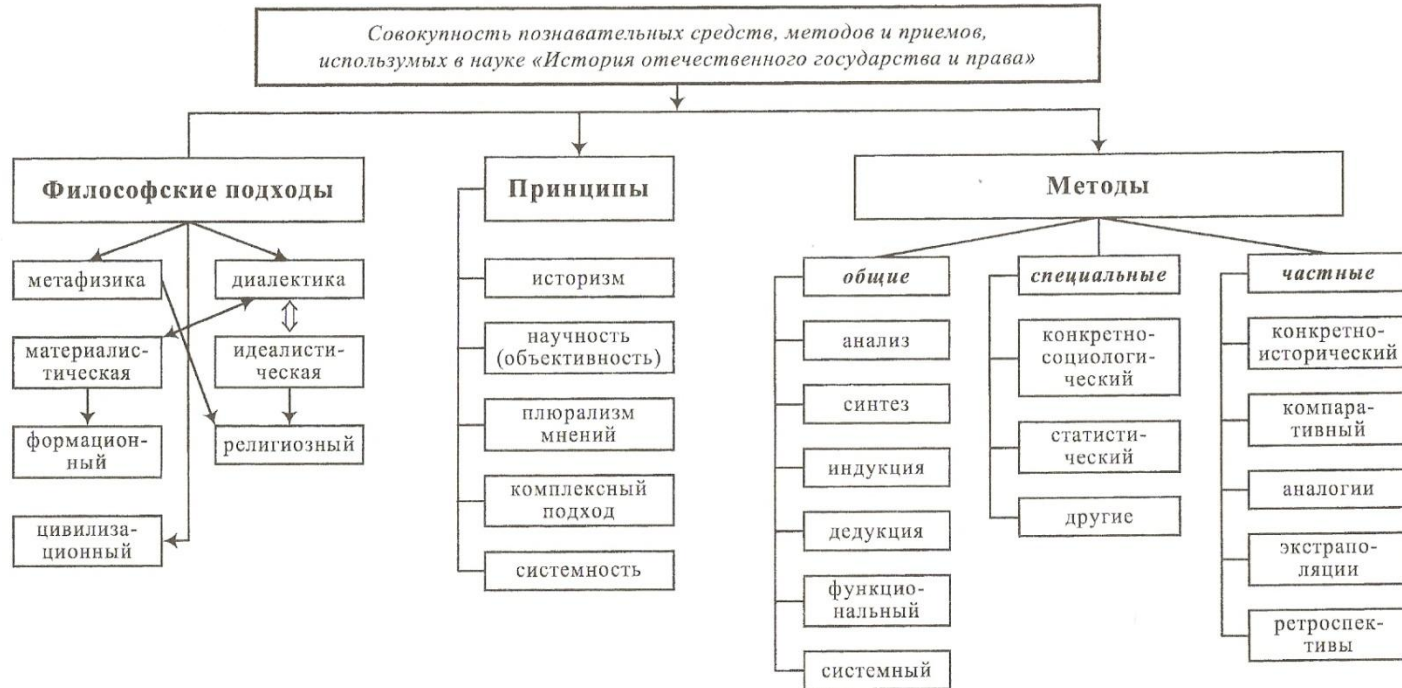 Совокупность познавательных средств, методов и приемов,
использумых в науке «История отечественного государства и права»
Философские подходы
метафизика
диалектика
материалис-
тическая
идеалисти-
ческая
формацион-
ный
религиозный
цивилиза-
ционный
Принципы
историзм
научность
(объективность)
плюрализм
мнений
комплексный
подход
системность
Методы
общие
анализ
синтез
индукция
дедукция
функцио-
нальный
системный
специальные
конкретно-
социологи-
ческий
статисти-
ческий
другие
частные
конкретно-
исторический
компара-
тивный
аналогии
экстрапо-
ляции
ретроспек-
тивы